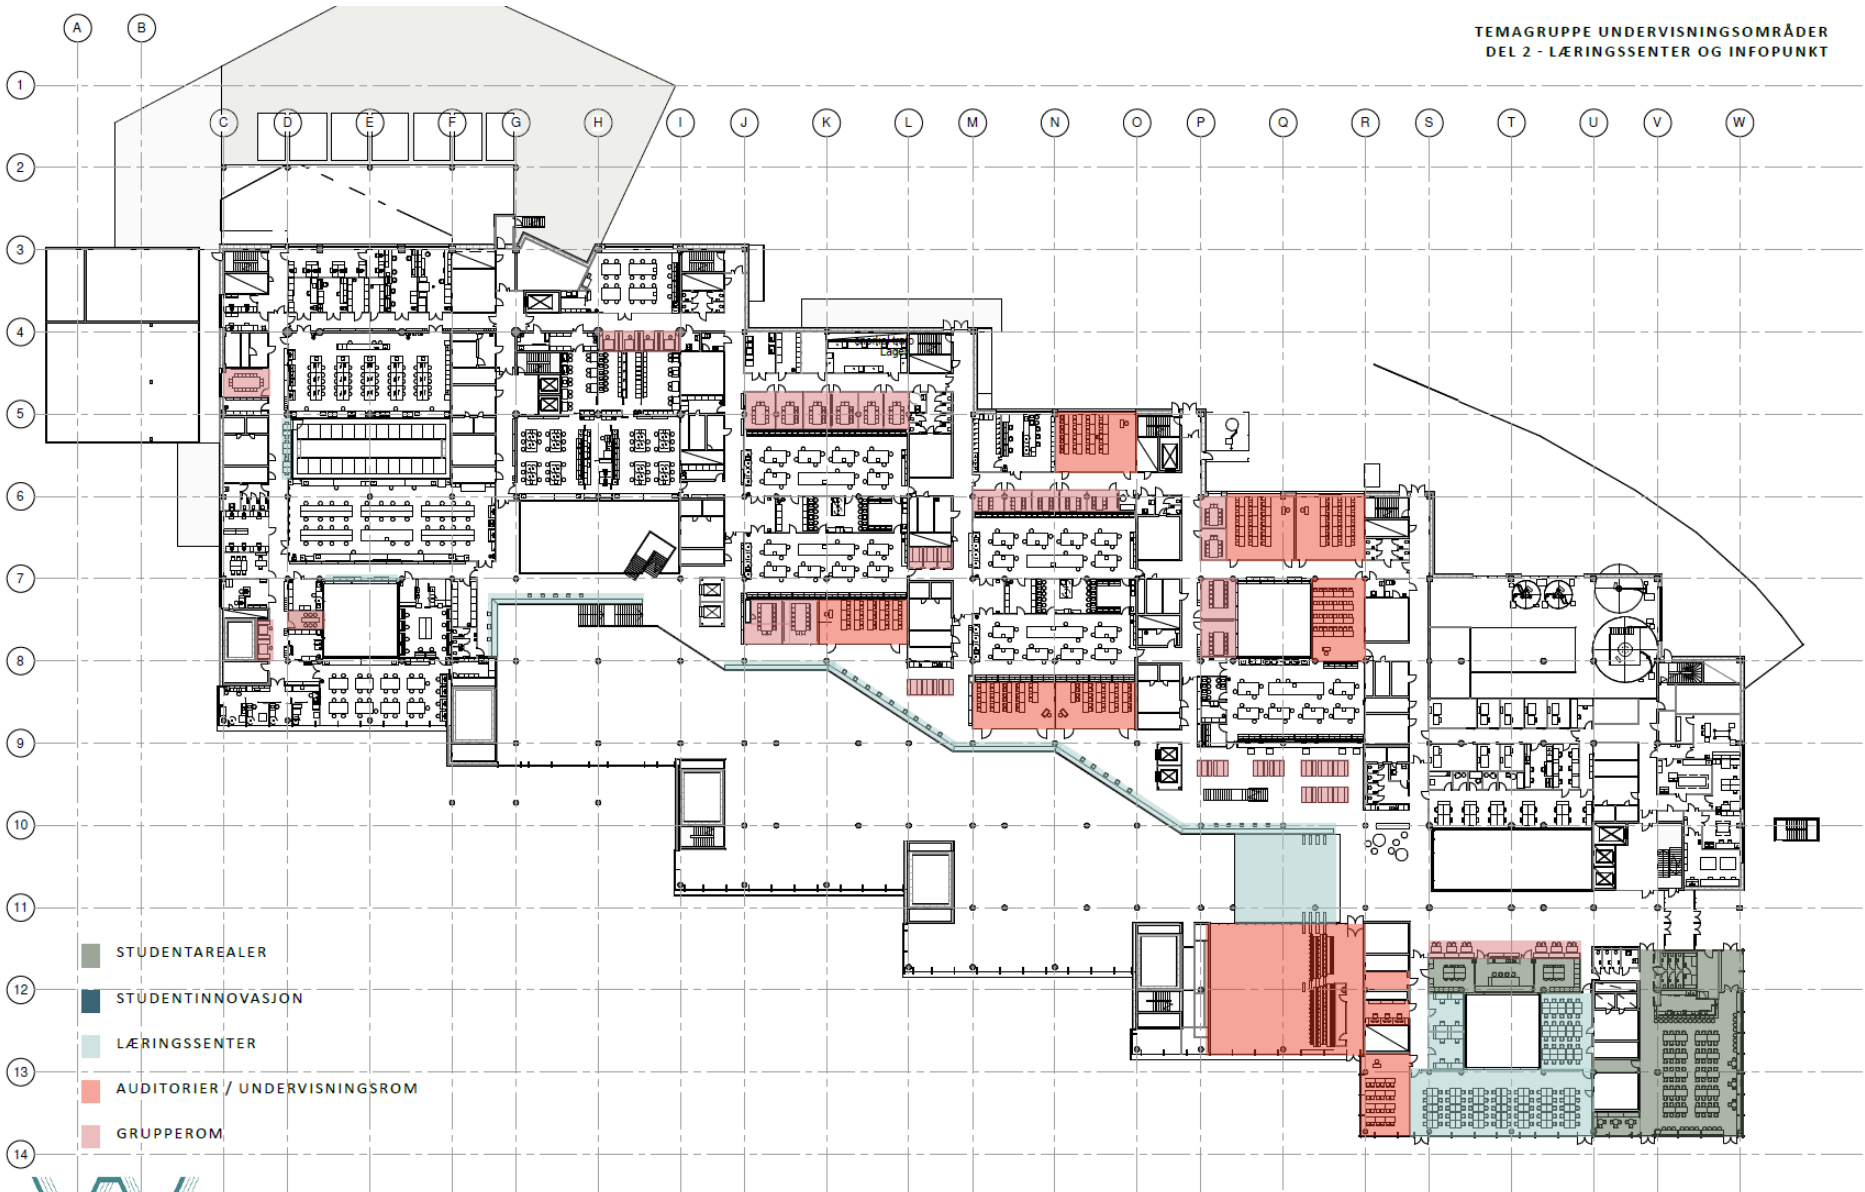 TEMAGRUPPE UNDERVISNINGSOMRÅDER
DEL 2 - LÆRINGSSENTER OG INFOPUNKT
A B
1
C D E F G H I J K L M N O P Q R S T U V W
2
3
4
Lager
5
6
7
8
9
10
11
STUDENTAREALER
12
STUDENTINNOVASJON
LÆRINGSSENTER
13
AUDITORIER / UNDERVISNINGSROM
GRUPPEROM
14